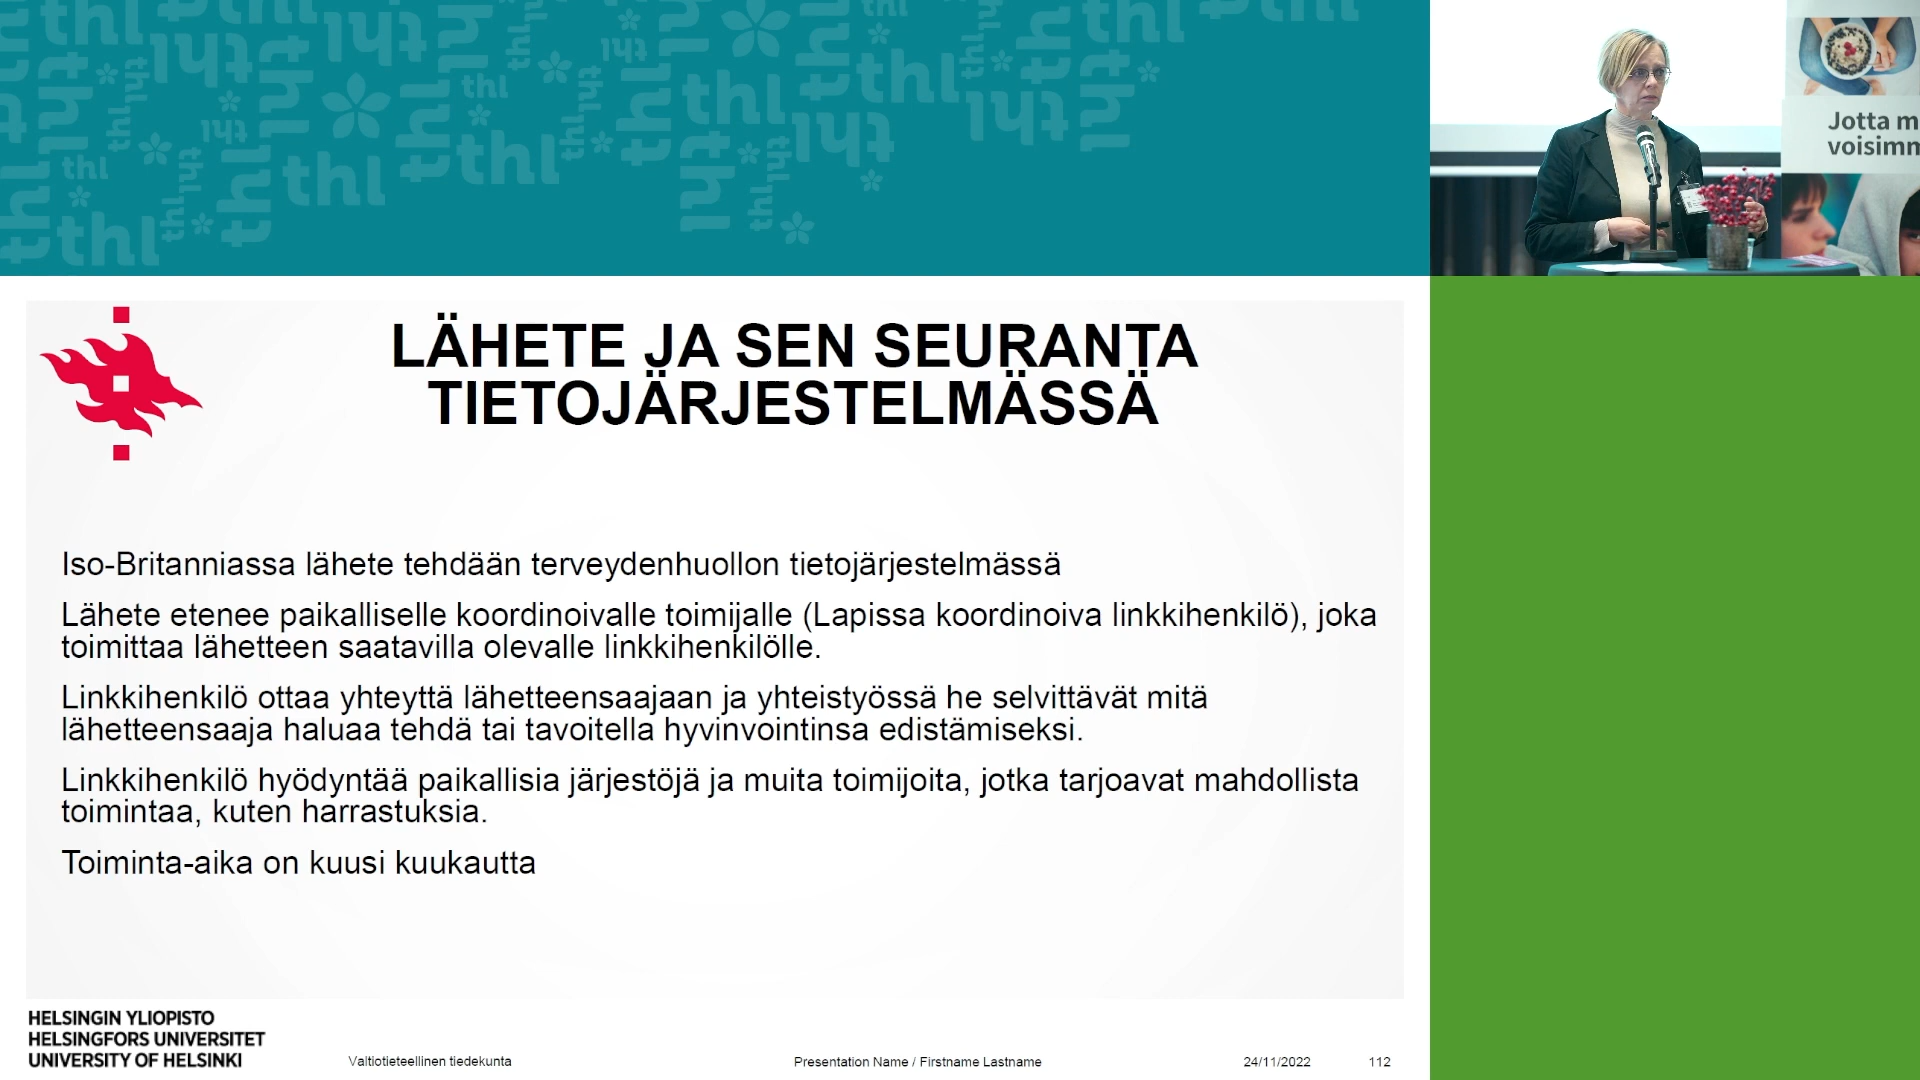 thl
Jotta m
voisimm
LÄHETE JA SEN SEURANTA
TIETOJÄRJESTELMÄSSÄ
Iso-Britanniassa lähete tehdään terveydenhuollon tietojärjestelmässä
Lähete etenee paikalliselle koordinoivalle toimijalle (Lapissa koordinoiva linkkihenkilö), joka
toimittaa lähetteen saatavilla olevalle linkkihenkilölle.
Linkkihenkilö ottaa yhteyttä lähetteensaajaan ja yhteistyössä he selvittävät mitä
lähetteensaaja haluaa tehdä tai tavoitella hyvinvointinsa edistämiseksi.
Linkkihenkilö hyödyntää paikallisia järjestöjä ja muita toimijoita, jotka tarjoavat mahdollista
toimintaa, kuten harrastuksia.
Toiminta-aika on kuusi kuukautta
HELSINGIN YLIOPISTO
HELSINGFORS UNIVERSITET
UNIVERSITY OF HELSINKI
Valtiotieteellinen tiedekunta
Presentation Name / Firstname Lastname
24/11/2022
112